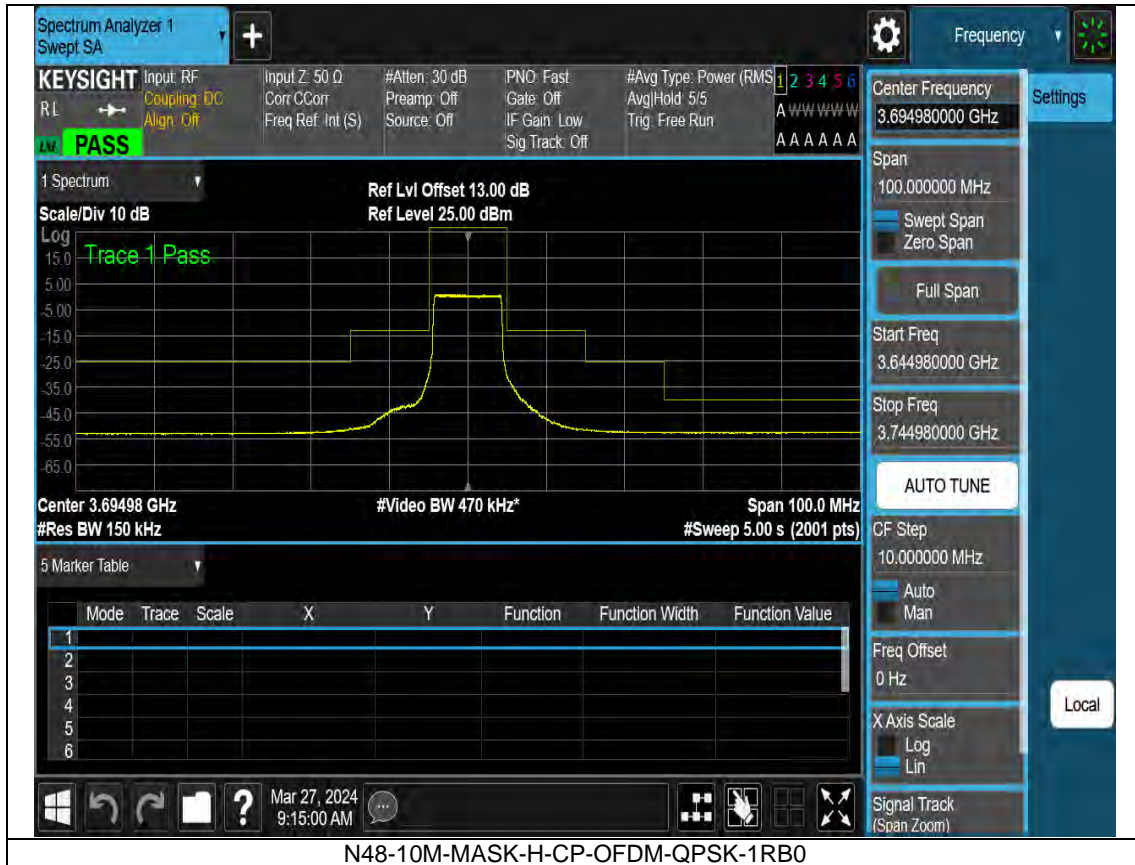 Spectrum Analyzer 1
Swept SA
+
Frequency
KEYSIGHT
RL
PASS
Input: RF
Coupling: DC
Align: Off
Input Z: 50 Ω
Corr CCorr
Freq Ref: Int (S)
#Atten: 30 dB
Preamp: Off
Source: Off
PNO: Fast
Gate: Off
IF Gain: Low
Sig Track: Off
#Avg Type: Power (RMS
Avg|Hold: 5/5
Trig: Free Run
1 2 3 4 5 6
A W W W W W
A A A A A A
1 Spectrum
Scale/Div 10 dB
Ref Lvl Offset 13.00 dB
Ref Level 25.00 dBm
Log
Trace 1 Pass
15.0
5.00
-5.00
-15.0
-25.0
-35.0
-45.0
-55.0
-65.0
Center 3.69498 GHz
#Video BW 470 kHz*
Span 100.0 MHz
#Res BW 150 kHz
#Sweep 5.00 s (2001 pts)
5 Marker Table
Mode Trace Scale X Y Function Function Width Function Value
1
2
3
4
5
6
Center Frequency
3.694980000 GHz
Settings
Span
100.000000 MHz
Swept Span
Zero Span
Full Span
Start Freq
3.644980000 GHz
Stop Freq
3.744980000 GHz
AUTO TUNE
CF Step
10.000000 MHz
Auto
Man
Freq Offset
0 Hz
X Axis Scale
Log
Lin
Local
Signal Track
(Span Zoom)
?
Mar 27, 2024
9:15:00 AM
N48-10M-MASK-H-CP-OFDM-QPSK-1RB0